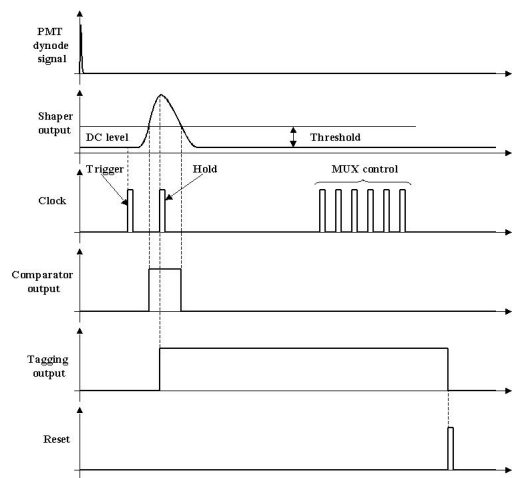 PMT
dynode
signal
Shaper
output
DC level
Threshold
Trigger
Hold
MUX control
Clock
Comparator
output
Tagging
output
Reset